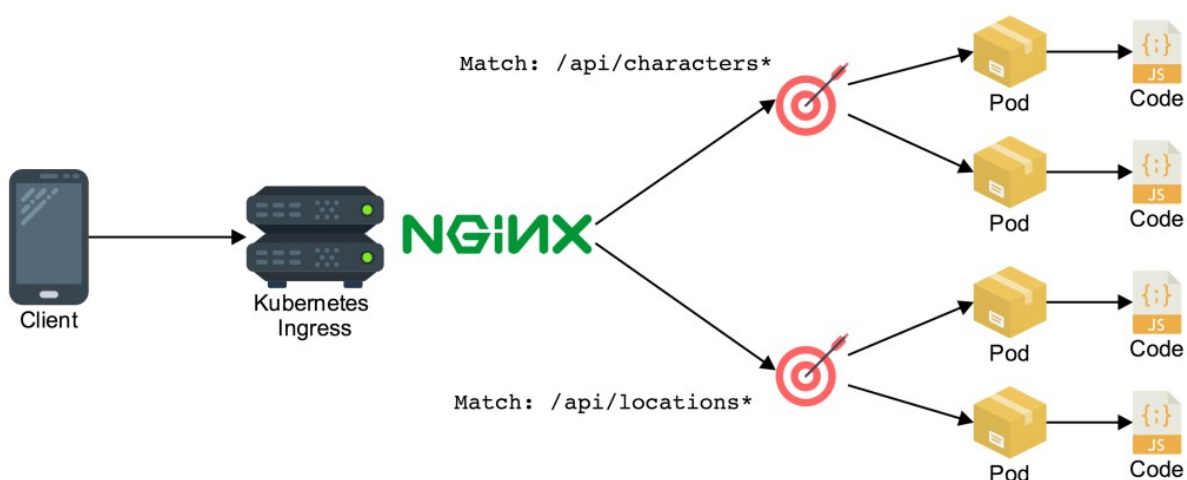 Match: /api/characters*
{;}
JS
Pod
Code
{;}
JS
Pod
Code
Client
Kubernetes
Ingress
NGINX
Match: /api/locations*
{;}
JS
Pod
Code
{;}
JS
Pod
Code